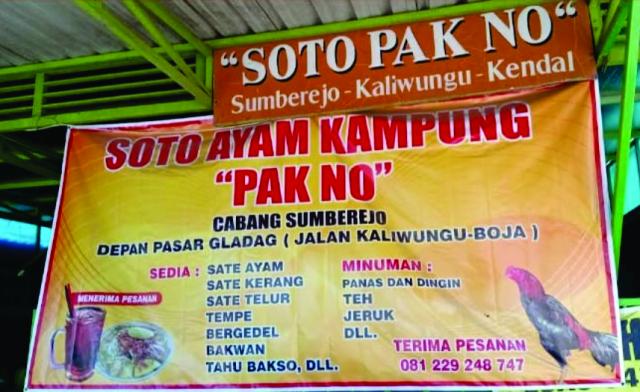 "SOTO PAK NO"
Sumberejo - Kaliwungu - Kendal
SOTO AYAM KAMPUNG
"PAK NO"
CABANG SUMBEREJO
DEPAN PASAR GLADAG ( JALAN KALIWUNGU-BOJA )
SEDIA : SATE AYAM
SATE KERANG
SATE TELUR
TEMPE
BERGEDEL
BAKWAN
TAHU BAKSO, DLL.
MINUMAN :
PANAS DAN DINGIN
TEH
JERUK
DLL.
MENERIMA PESANAN
TERIMA PESANAN
081 229 248 747